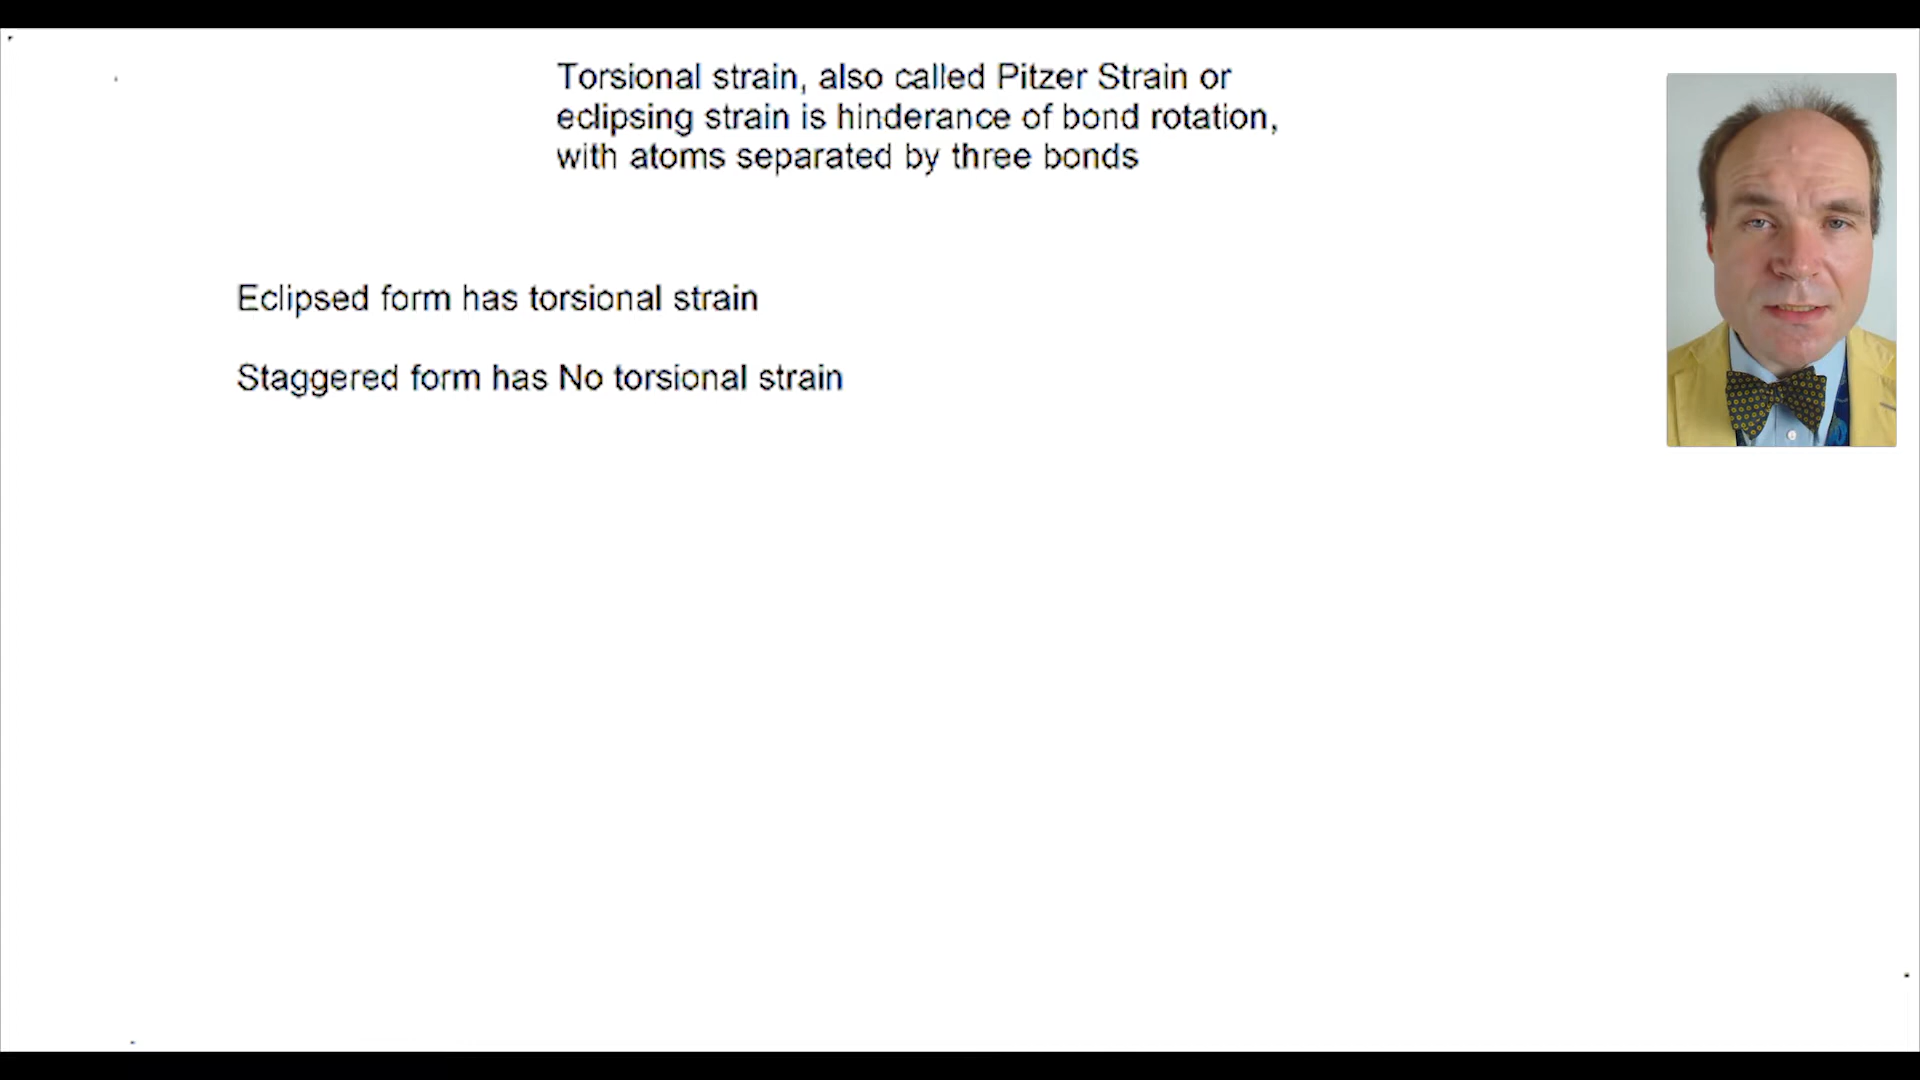 Torsional strain, also called Pitzer Strain or
eclipsing strain is hinderance of bond rotation,
with atoms separated by three bonds
Eclipsed form has torsional strain
Staggered form has No torsional strain